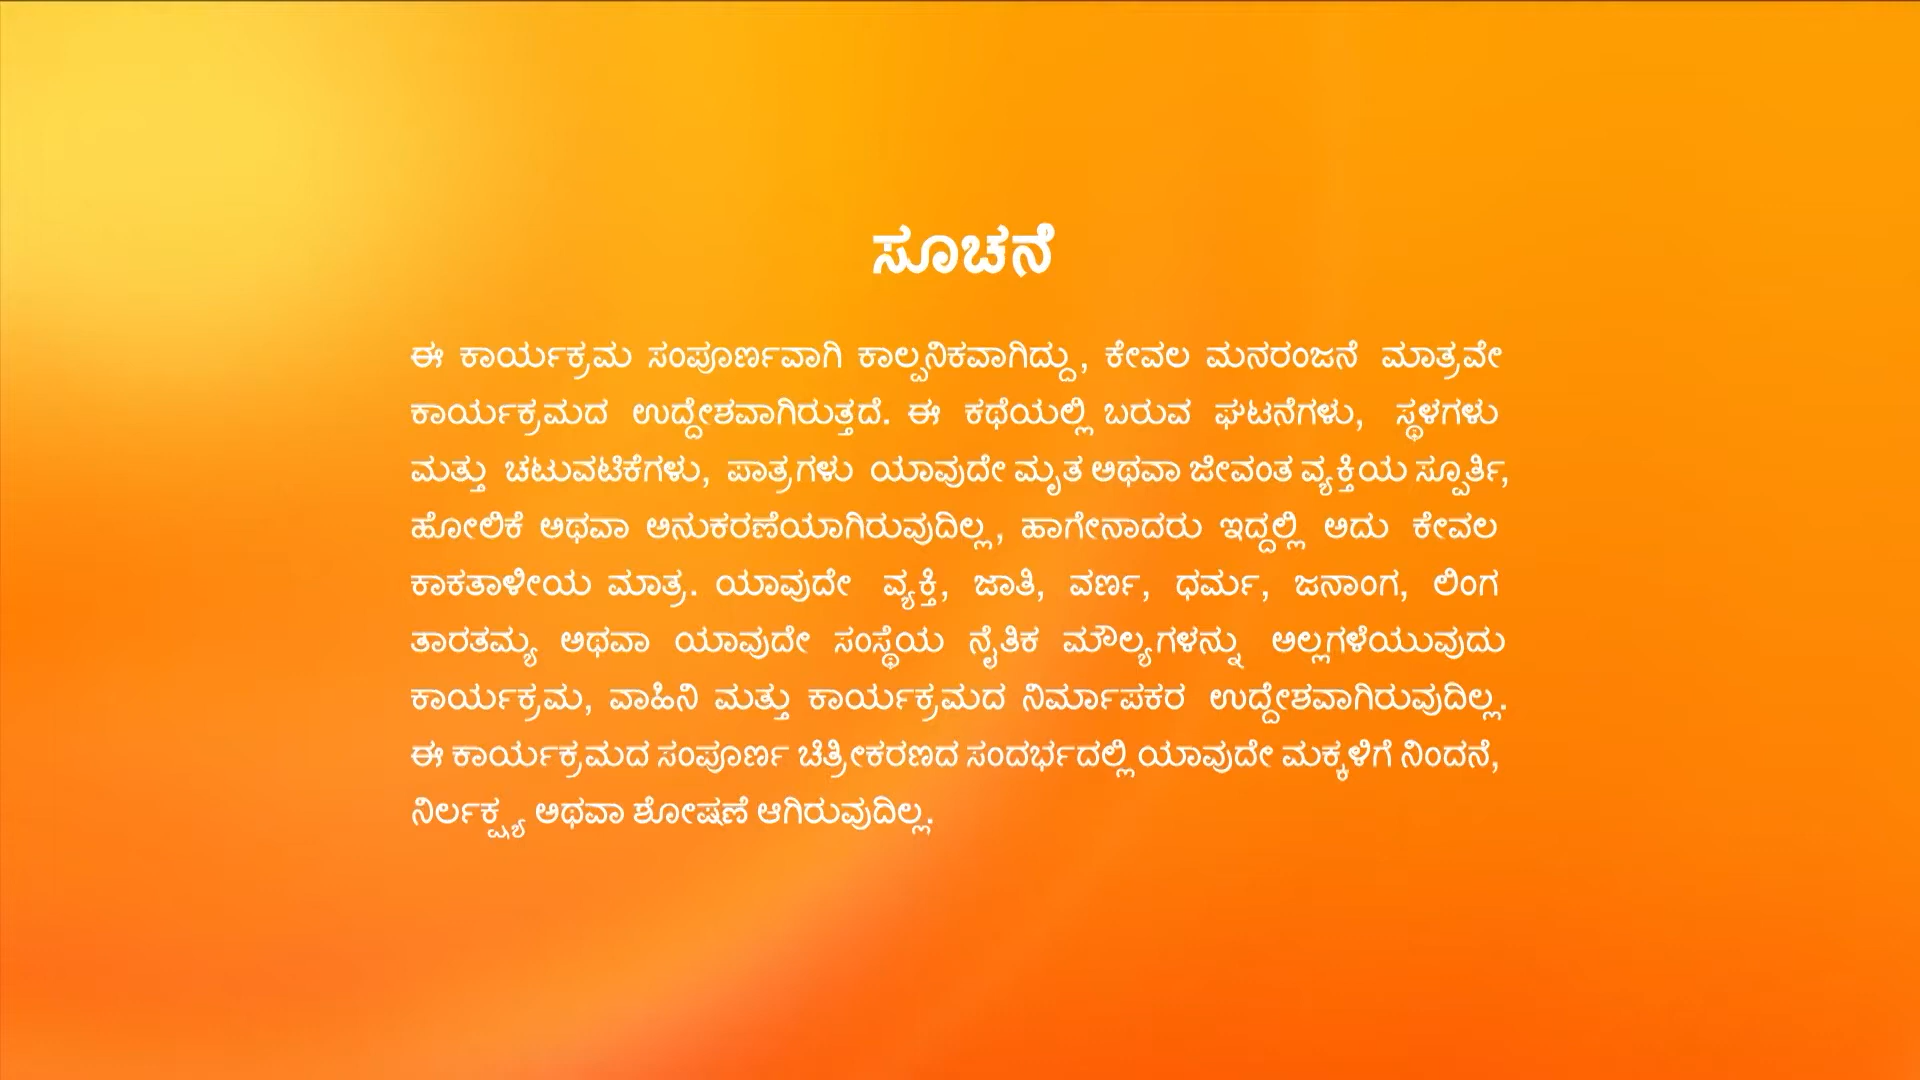 ಸೂಚನೆ
ಈ ಕಾರ್ಯಕ್ರಮ ಸಂಪೂರ್ಣವಾಗಿ ಕಾಲ್ಪನಿಕವಾಗಿದ್ದು, ಕೇವಲ ಮನರಂಜನೆ ಮಾತ್ರವೇ
ಕಾರ್ಯಕ್ರಮದ ಉದ್ದೇಶವಾಗಿರುತ್ತದೆ. ಈ ಕಥೆಯಲ್ಲಿ ಬರುವ ಘಟನೆಗಳು, ಸ್ಥಳಗಳು
ಮತ್ತು ಚಟುವಟಿಕೆಗಳು, ಪಾತ್ರಗಳು ಯಾವುದೇ ಮೃತ ಅಥವಾ ಜೀವಂತ ವ್ಯಕ್ತಿಯ ಸ್ಪೂರ್ತಿ,
ಹೋಲಿಕೆ ಅಥವಾ ಅನುಕರಣೆಯಾಗಿರುವುದಿಲ್ಲ, ಹಾಗೇನಾದರು ಇದ್ದಲ್ಲಿ ಅದು ಕೇವಲ
ಕಾಕತಾಳೀಯ ಮಾತ್ರ. ಯಾವುದೇ ವ್ಯಕ್ತಿ, ಜಾತಿ, ವರ್ಣ, ಧರ್ಮ, ಜನಾಂಗ, ಲಿಂಗ
ತಾರತಮ್ಯ ಅಥವಾ ಯಾವುದೇ ಸಂಸ್ಥೆಯ ನೈತಿಕ ಮೌಲ್ಯಗಳನ್ನು ಅಲ್ಲಗಳೆಯುವುದು
ಕಾರ್ಯಕ್ರಮ, ವಾಹಿನಿ ಮತ್ತು ಕಾರ್ಯಕ್ರಮದ ನಿರ್ಮಾಪಕರ ಉದ್ದೇಶವಾಗಿರುವುದಿಲ್ಲ.
ಈ ಕಾರ್ಯಕ್ರಮದ ಸಂಪೂರ್ಣ ಚಿತ್ರೀಕರಣದ ಸಂದರ್ಭದಲ್ಲಿ ಯಾವುದೇ ಮಕ್ಕಳಿಗೆ ನಿಂದನೆ,
ನಿರ್ಲಕ್ಷ್ಯ ಅಥವಾ ಶೋಷಣೆ ಆಗಿರುವುದಿಲ್ಲ.